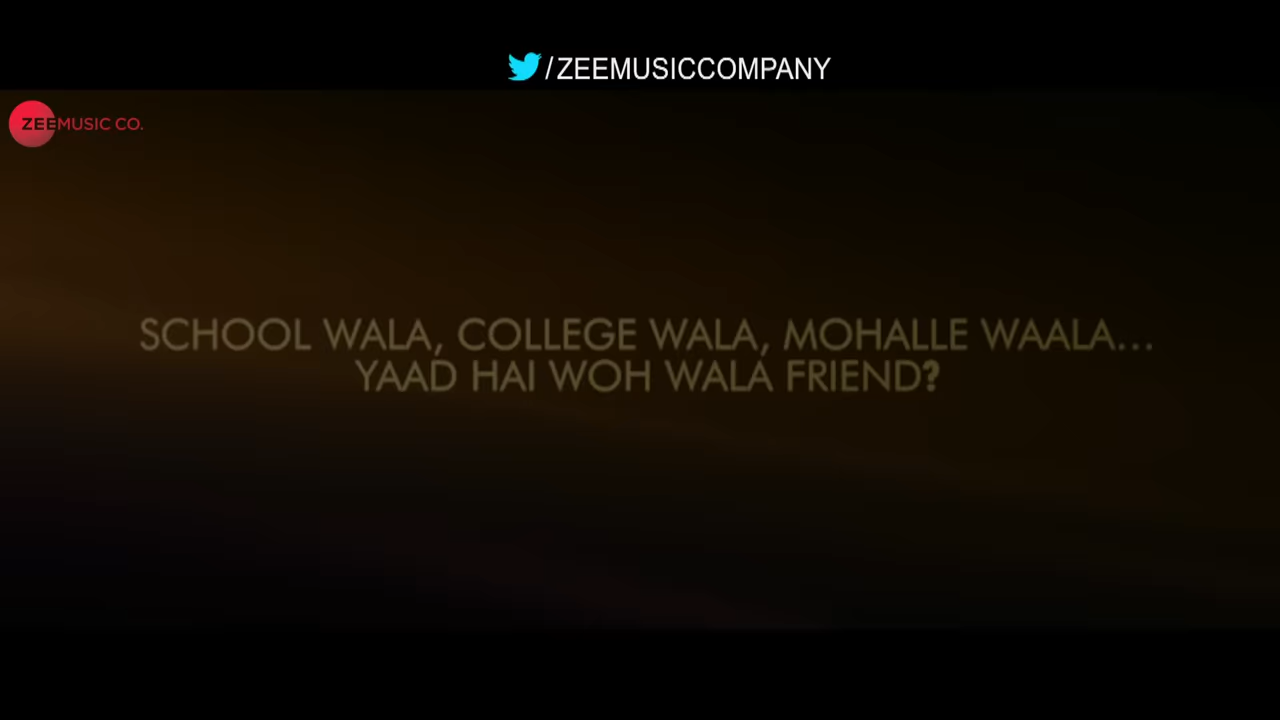 /ZEEMUSICCOMPANY
ZEEMUSIC CO.
SCHOOL WALA, COLLEGE WALA, MOHALLE WAALA...
YAAD HAI WOH WALA FRIEND?